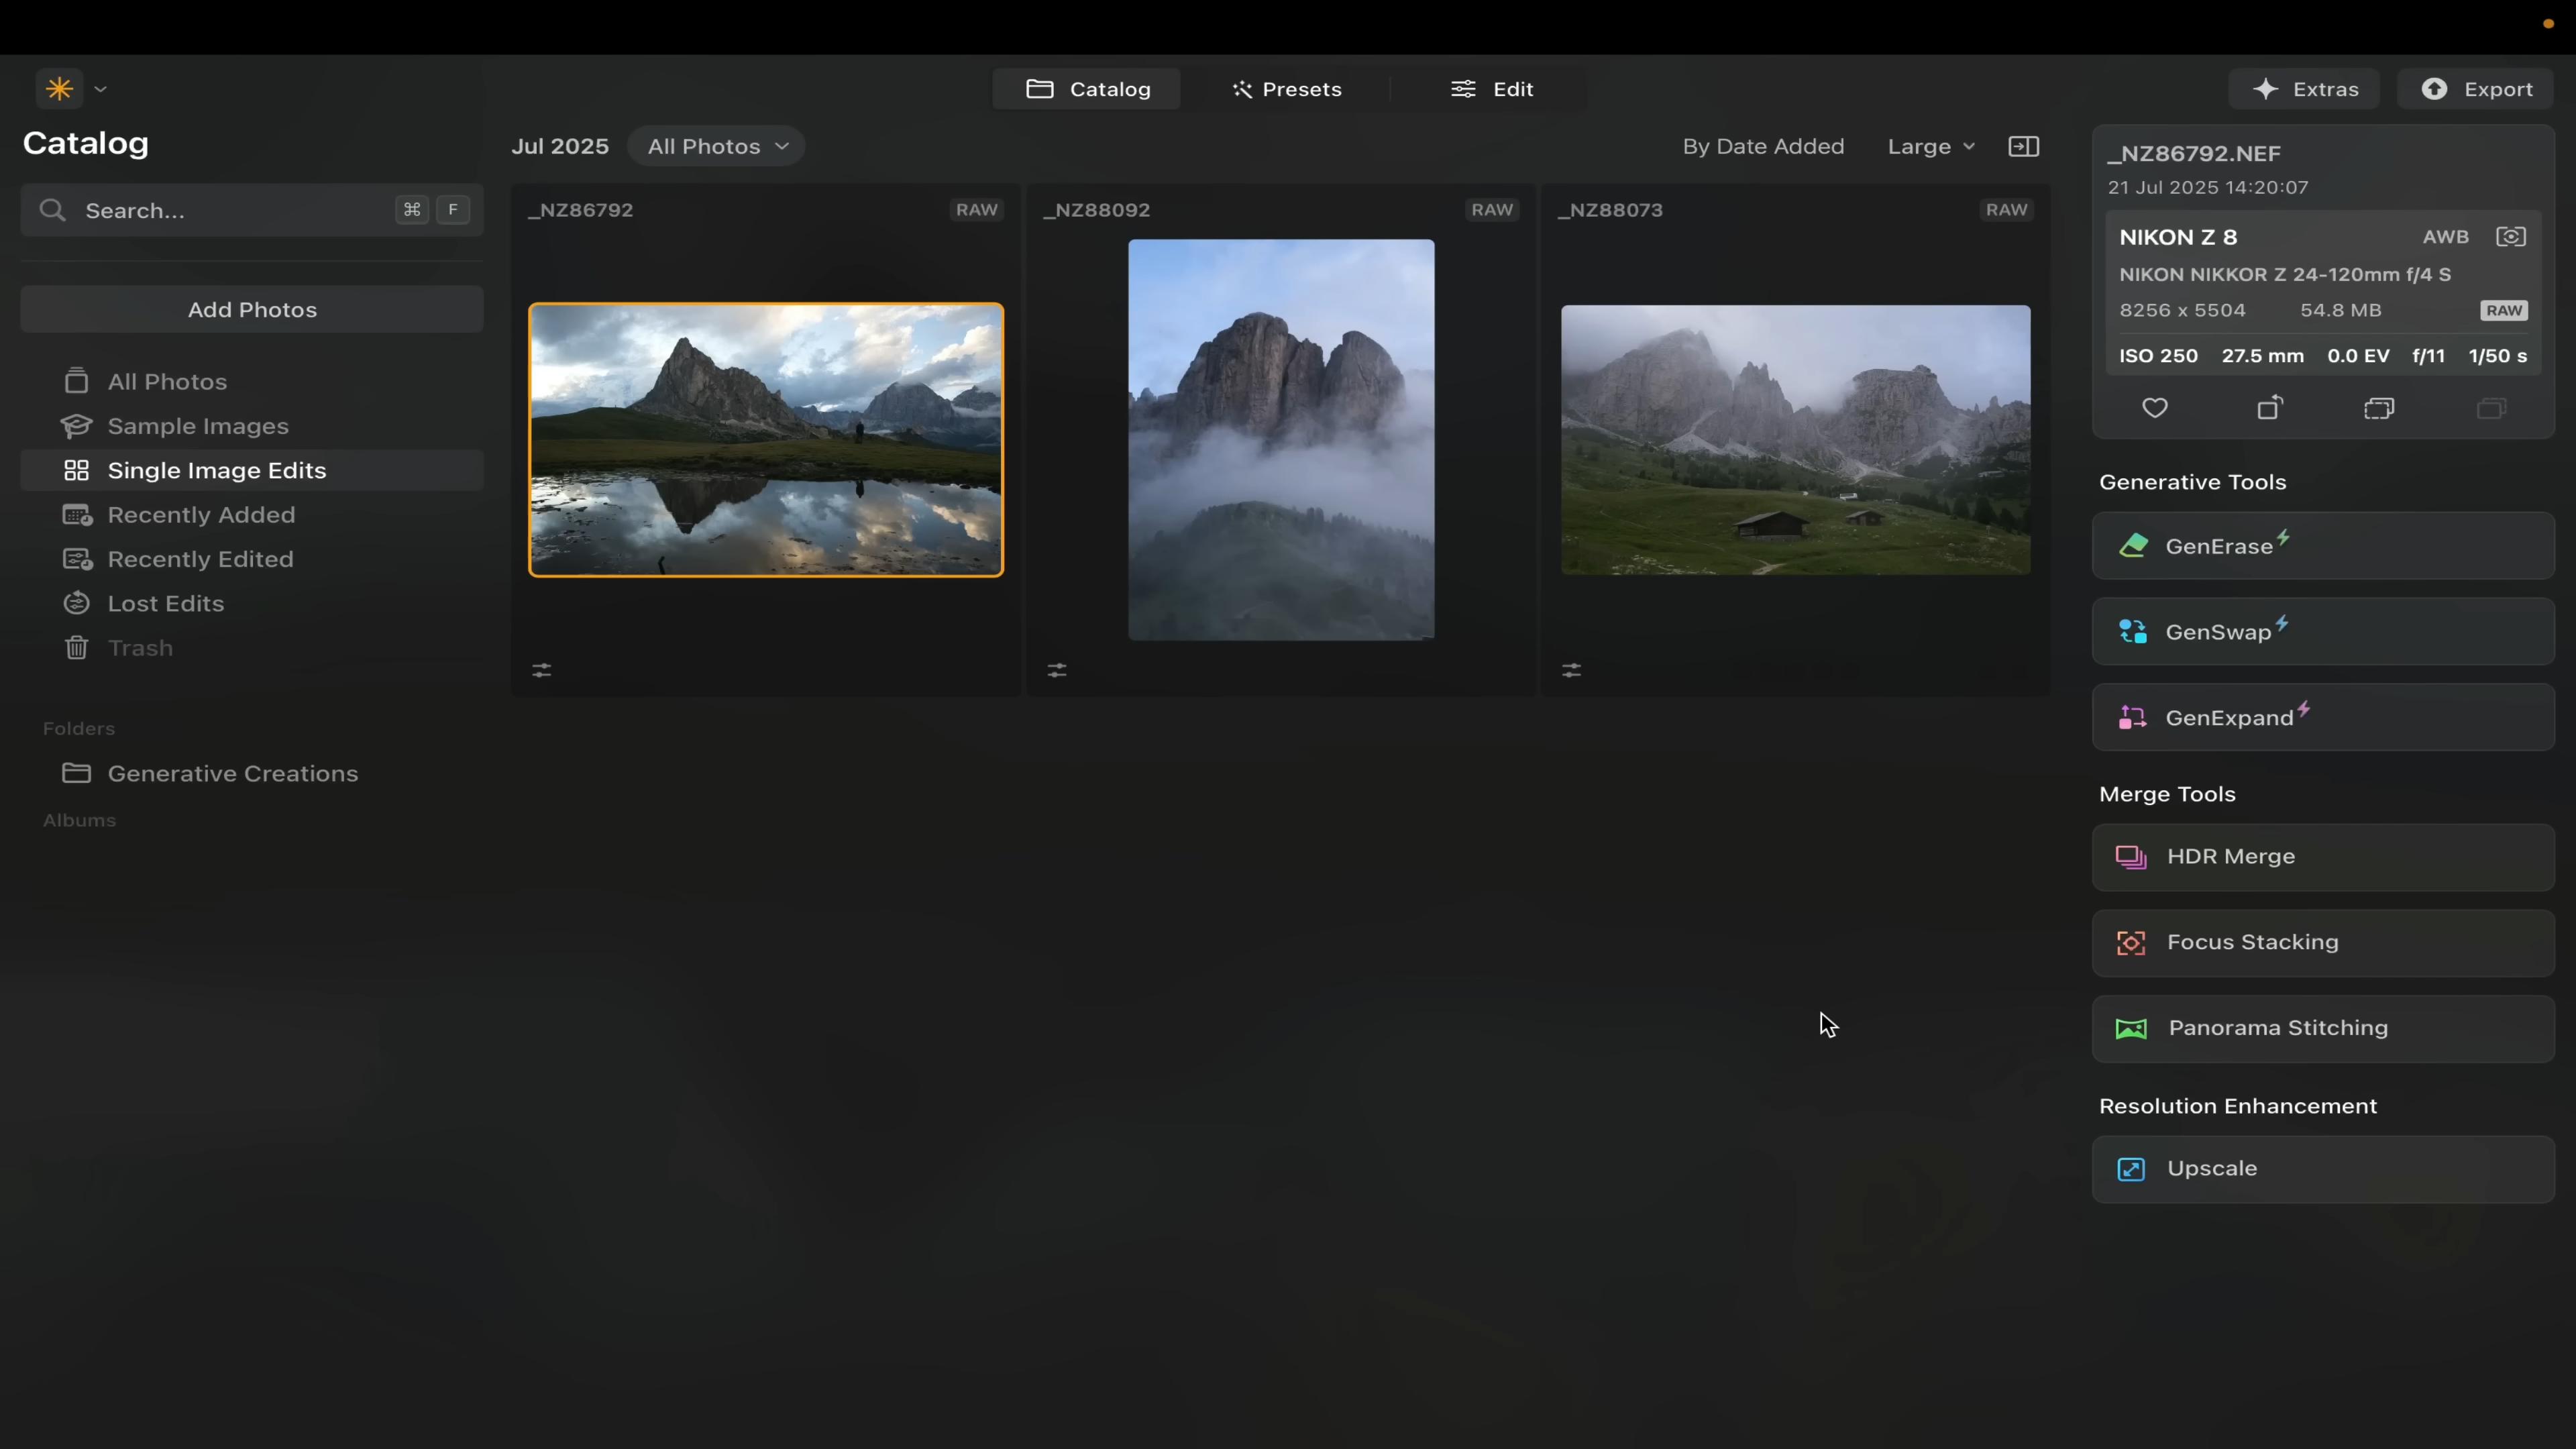 Catalog
Presets
Edit
Extras
Export
Catalog
Search...
⌘ F
Add Photos
All Photos
Sample Images
Single Image Edits
Recently Added
Recently Edited
Lost Edits
Trash
Folders
Generative Creations
Albums
Jul 2025
All Photos
By Date Added
Large
_NZ86792
RAW
_NZ88092
RAW
_NZ88073
RAW
_NZ86792.NEF
21 Jul 2025 14:20:07
NIKON Z 8 AWB
NIKON NIKKOR Z 24-120mm f/4 S
8256 x 5504 54.8 MB RAW
ISO 250 27.5 mm 0.0 EV f/11 1/50 s
Generative Tools
GenErase
GenSwap
GenExpand
Merge Tools
HDR Merge
Focus Stacking
Panorama Stitching
Resolution Enhancement
Upscale